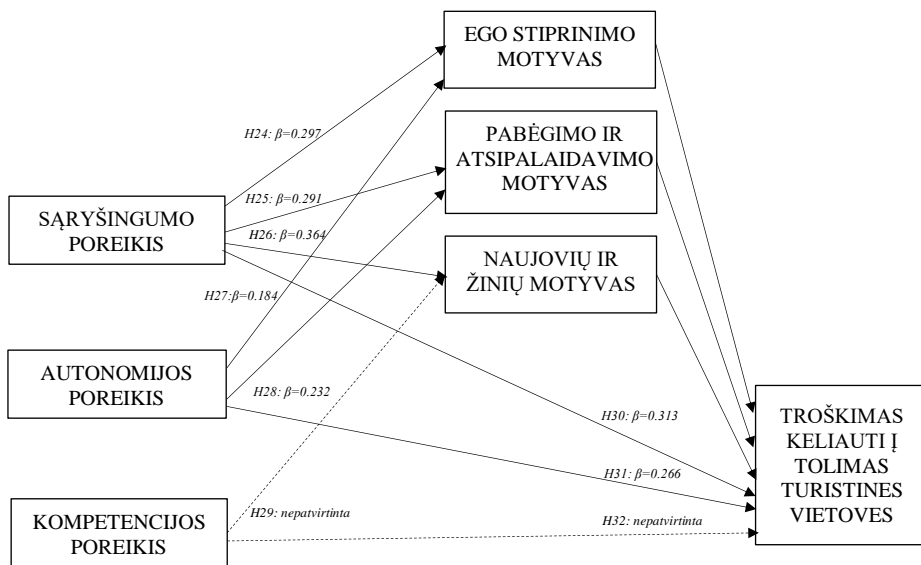 EGO STIPRINIMO
MOTYVAS
H24: β=0.297
PABĖGIMO IR
ATSIPALAIDAVIMO
MOTYVAS
H25: β=0.291
SĄRYŠINGUMO
POREIKIS
H26: β=0.364
NAUJOVIŲ IR
ŽINIŲ MOTYVAS
H27:β=0.184
AUTONOMIJOS
POREIKIS
H28: β=0.232
H30: β=0.313
TROŠKIMAS
KELIAUTI Į
TOLIMAS
TURISTINES
VIETOVES
H31: β=0.266
KOMPETENCIJOS
POREIKIS
H29: nepatvirtinta
H32: nepatvirtinta